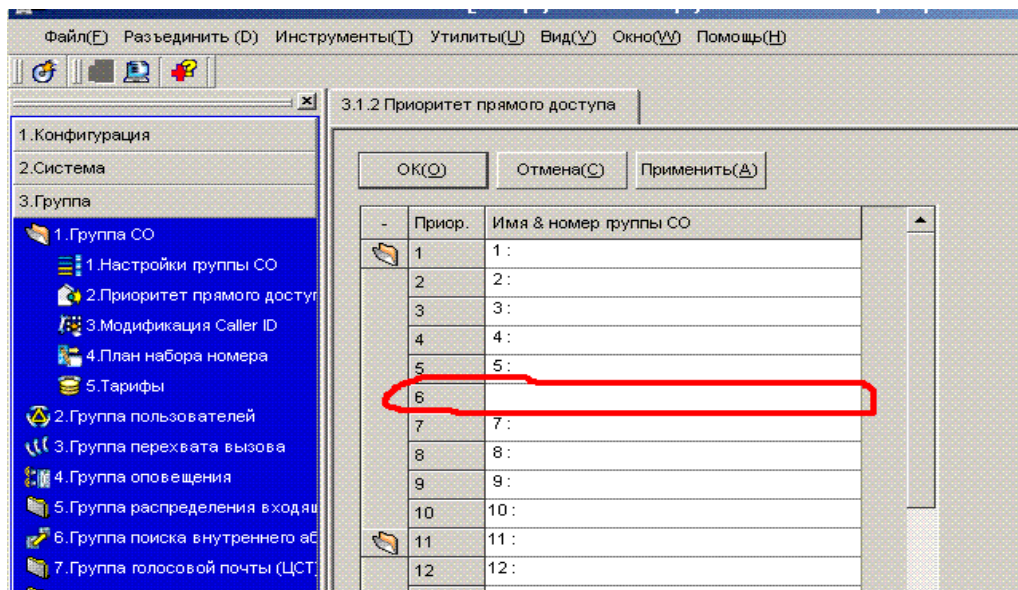 Файл(F) Разъединить (D) Инструменты(T) Утилиты(U) Вид(V) Окно(W) Помощь(H)
3.1.2 Приоритет прямого доступа
1.Конфигурация
2.Система
3.Группа
1.Группа СО
1.Настройки группы СО
2.Приоритет прямого доступ
3.Модификация Caller ID
4.План набора номера
5.Тарифы
2.Группа пользователей
3.Группа перехвата вызова
4.Группа оповещения
5.Группа распределения входящ
6.Группа поиска внутреннего аб
7.Группа голосовой почты (ЦСТ)
ОК(O) Отмена(C) Применить(A)
- Приор. Имя & номер группы СО
1 1 :
2 2 :
3 3 :
4 4 :
5 5 :
6
7 7 :
8 8 :
9 9 :
10 10 :
11 11 :
12 12 :